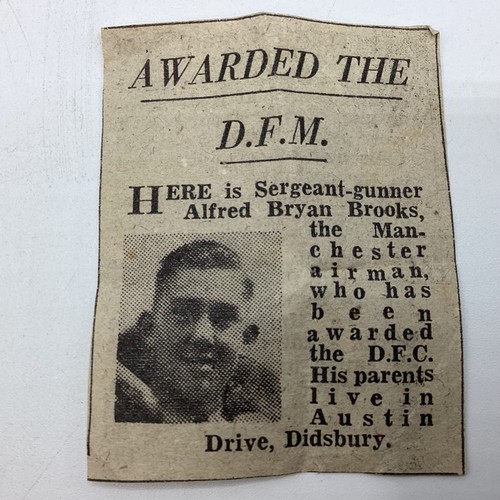 AWARDED THE
D.F.M.
HERE is Sergeant-gunner
Alfred Bryan Brooks,
the Man-
chester
airman,
who has
been
awarded
the D.F.C.
His parents
live in
Austin
Drive, Didsbury.